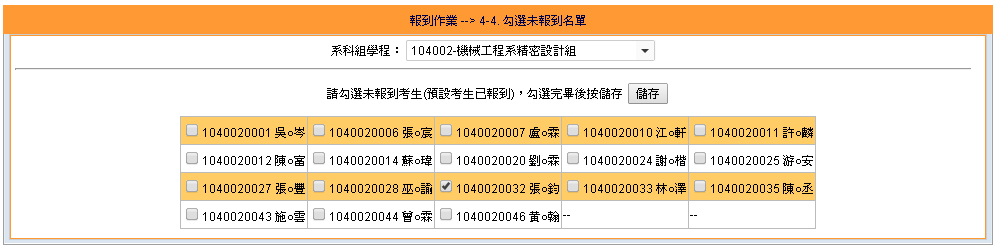 報到作業 --> 4-4. 勾選未報到名單
系科組學程： 104002-機械工程系精密設計組
請勾選未報到考生(預設考生已報到)，勾選完畢後按儲存 儲存
1040020001 吳○岑 1040020006 張○宸 1040020007 盧○霖 1040020010 江○軒 1040020011 許○麟
1040020012 陳○富 1040020014 蘇○瑋 1040020020 劉○霖 1040020024 謝○楷 1040020025 游○安
1040020027 張○豐 1040020028 巫○諭 1040020032 張○鈞 1040020033 林○澤 1040020035 陳○丞
1040020043 施○雲 1040020044 曾○霖 1040020046 黃○翰 -- --